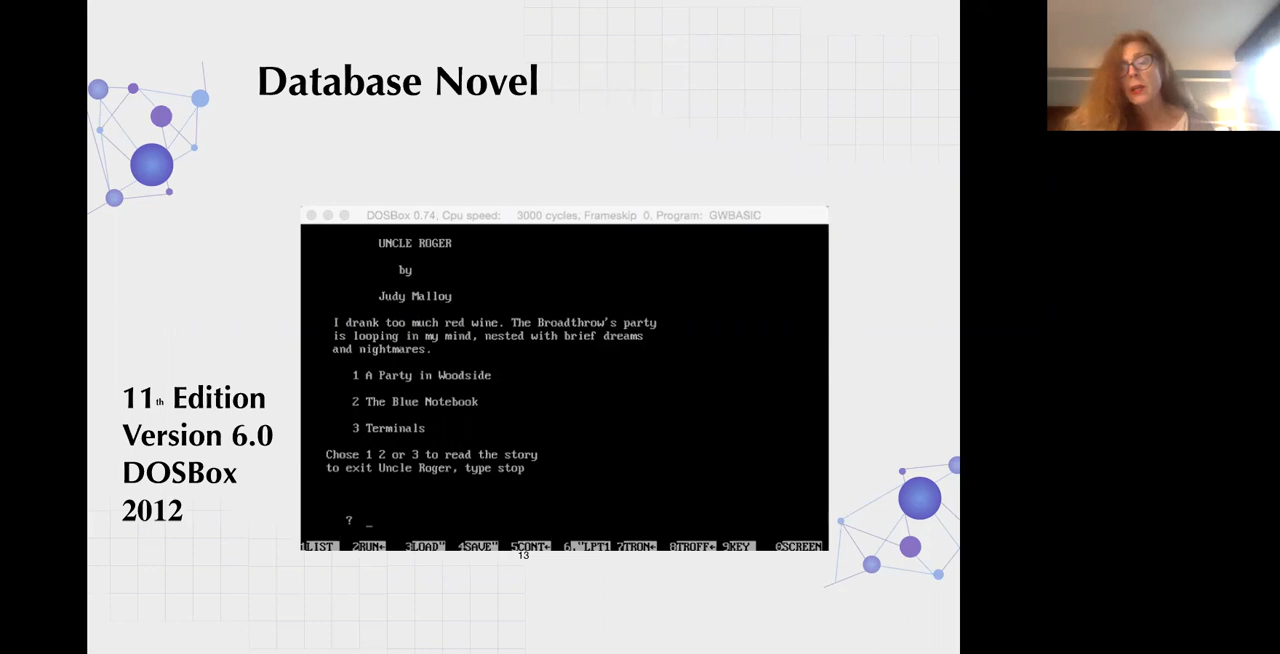 Database Novel
DOSBox 0.74, Cpu speed: 3000 cycles, Frameskip 0, Program: GWBASIC
UNCLE ROGER
by
Judy Malloy
I drank too much red wine. The Broadthrow's party
is looping in my mind, nested with brief dreams
and nightmares.
1 A Party in Woodside
2 The Blue Notebook
3 Terminals
Chose 1 2 or 3 to read the story
to exit Uncle Roger, type stop
? _
1LIST 2RUN← 3LOAD" 4SAVE" 5CONT← 6,"LPT1 7TRON← 8TROFF← 9KEY 0SCREEN
11th Edition
Version 6.0
DOSBox
2012
13